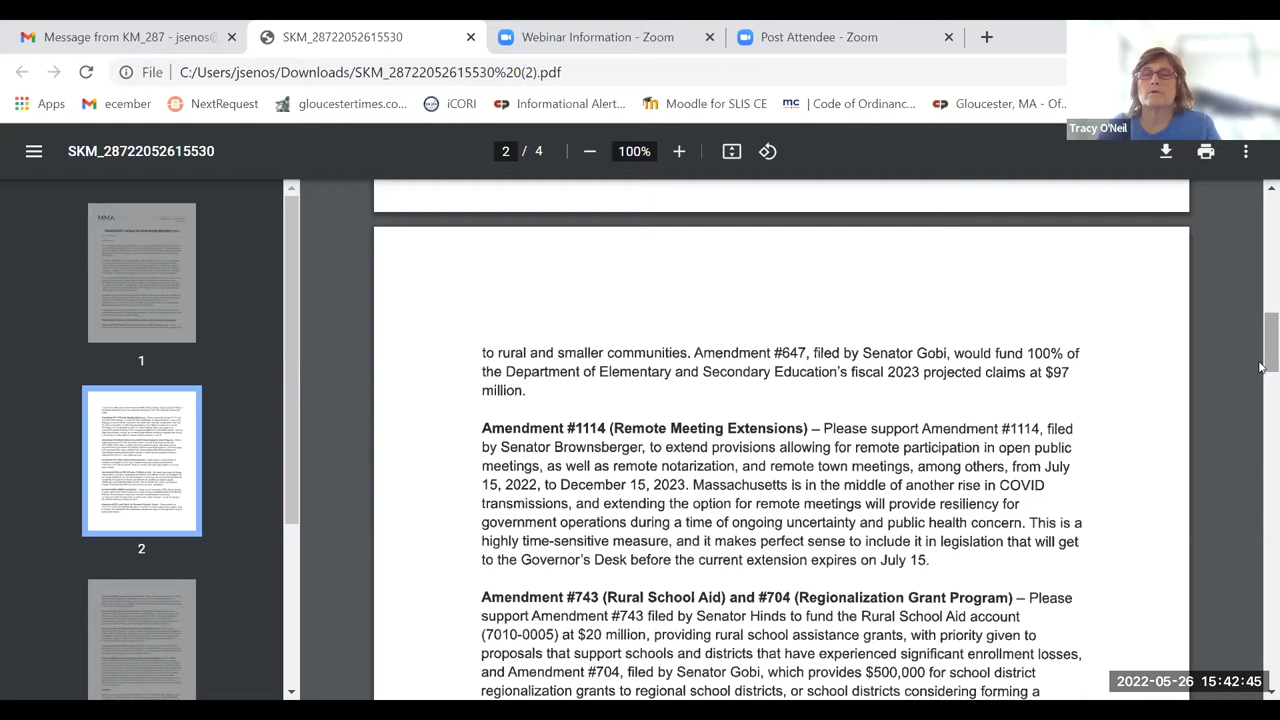 Message from KM_287 - jsenos@
SKM_28722052615530
Webinar Information - Zoom
Post Attendee - Zoom
File
C:/Users/jsenos/Downloads/SKM_28722052615530%20(2).pdf
Apps
ecember
NextRequest
gloucestertimes.co...
iCORI
Informational Alert...
Moodle for SLIS CE
mc
| Code of Ordinanc...
Gloucester, MA - Of...
Tracy O'Neil
SKM_28722052615530
2 / 4
100%
MMA
1
2
to rural and smaller communities. Amendment #647, filed by Senator Gobi, would fund 100% of
the Department of Elementary and Secondary Education's fiscal 2023 projected claims at $97
million.
Amendment #1114 (Remote Meeting Extensions) – Please support Amendment #1114, filed
by Senator Brownsberger, to extend provisions allowing for remote participation in open public
meetings as well as remote notarization, and remote town meetings, among others, from July
15, 2022 to December 15, 2023. Massachusetts is in the middle of another rise in COVID
transmissions, and extending the option for remote meetings will provide resiliency for
government operations during a time of ongoing uncertainty and public health concern. This is a
highly time-sensitive measure, and it makes perfect sense to include it in legislation that will get
to the Governor's Desk before the current extension expires on July 15.
Amendment #743 (Rural School Aid) and #704 (Regionalization Grant Program) – Please
support Amendment #743 filed by Senator Hinds to fund the Rural School Aid account
(7010-0005) at $20 million, providing rural school assistance grants, with priority given to
proposals that support schools and districts that have experienced significant enrollment losses,
and Amendment #704, filed by Senator Gobi, which provides $500,000 for school district
regionalization grants to regional school districts, or school districts considering forming a
2022-05-26 15:42:45